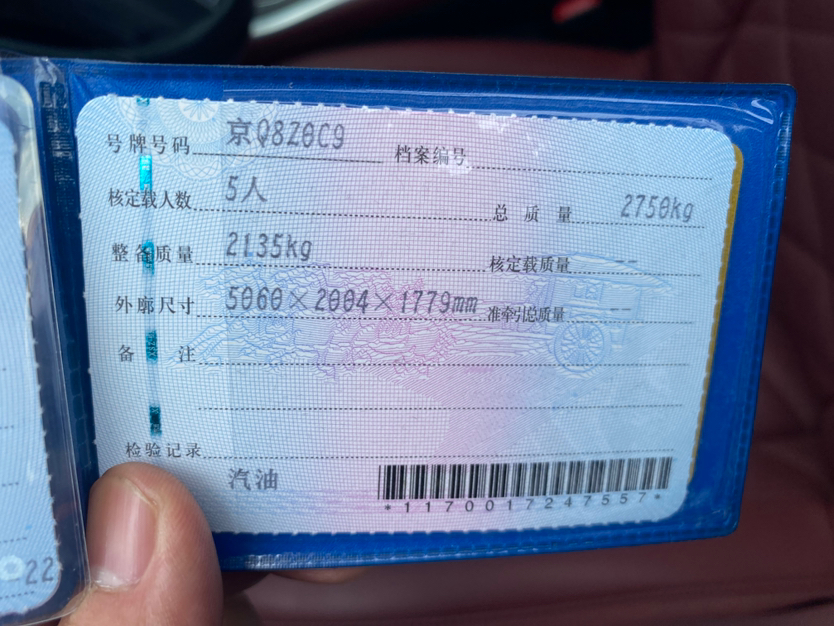 号牌号码 京Q8Z0C9 档案编号
核定载人数 5人 总质量 2750kg
整备质量 2135kg 核定载质量 --
外廓尺寸 5060×2004×1779mm 准牵引总质量 --
备注
检验记录
汽油
*1170017247557*
22